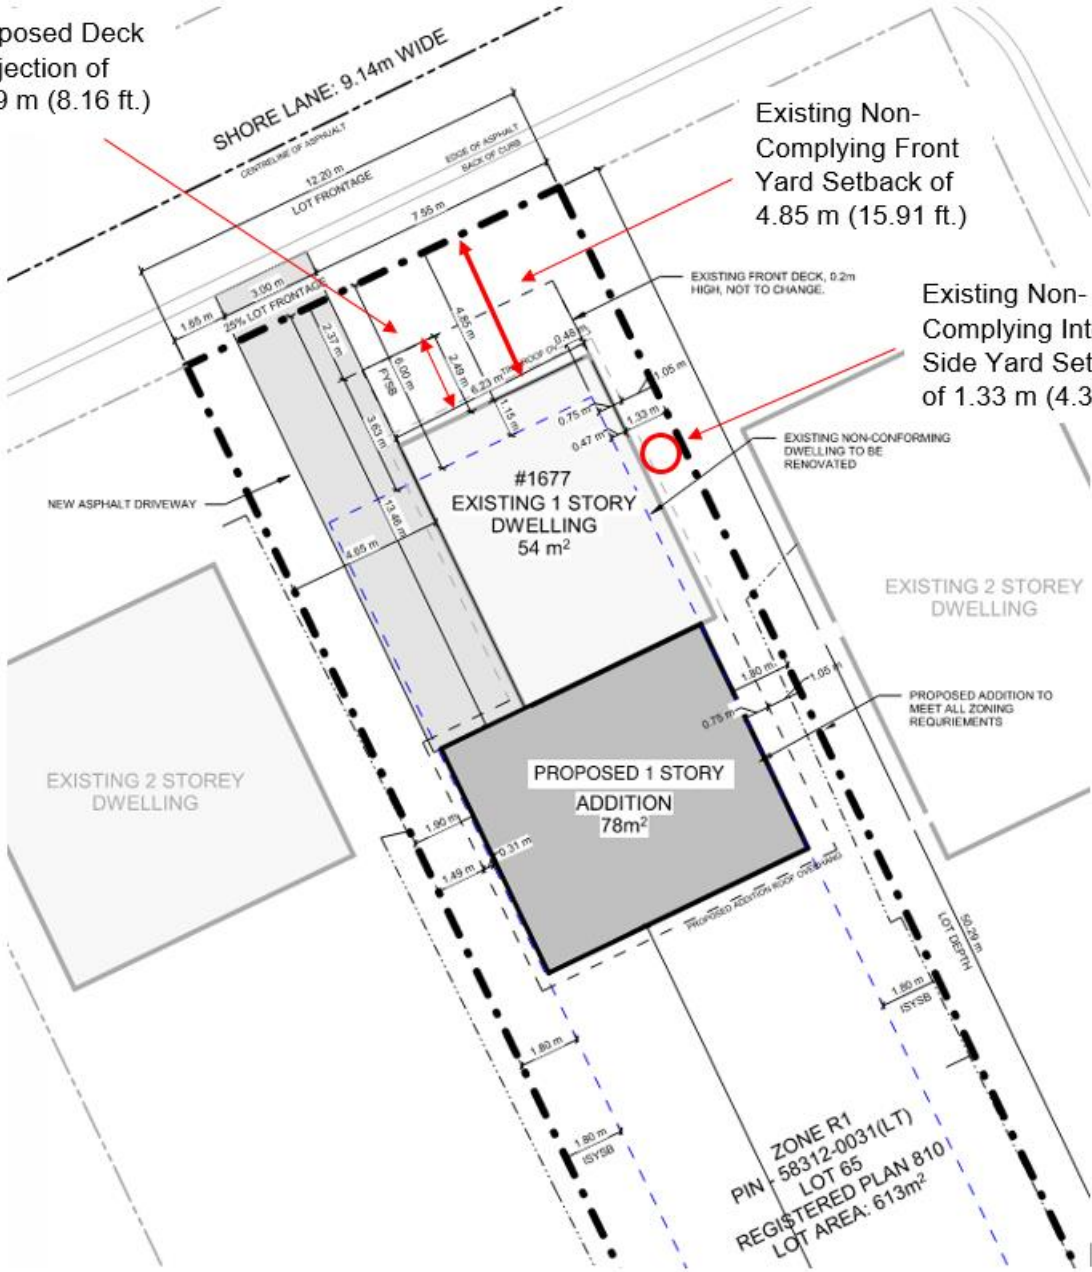 posed Deck
jection of
9 m (8.16 ft.)
SHORE LANE: 9.14m WIDE
CENTRELINE OF ASPHUALT
EDGE OF ASPHALT
BACK OF CURB
12.20 m
LOT FRONTAGE
7.55 m
Existing Non-
Complying Front
Yard Setback of
4.85 m (15.91 ft.)
EXISTING FRONT DECK, 0.2m
HIGH, NOT TO CHANGE.
Existing Non-
Complying Int
Side Yard Set
of 1.33 m (4.3
3.00 m
1.65 m
25% LOT FRONTAGE
2.37 m
4.85 m
6.00 m
FYSB
2.49 m
0.48 m
ROOF
6.23 m
1.15 m
1.05 m
0.75 m
1.33 m
0.47 m
3.63 m
EXISTING NON-CONFORMING
DWELLING TO BE
RENOVATED
#1677
EXISTING 1 STORY
DWELLING
54 m²
NEW ASPHALT DRIVEWAY
13.46 m
4.65 m
EXISTING 2 STOREY
DWELLING
1.80 m
1.05 m
0.75 m
PROPOSED ADDITION TO
MEET ALL ZONING
REQURIEMENTS
EXISTING 2 STOREY
DWELLING
PROPOSED 1 STORY
ADDITION
78m²
1.90 m
0.31 m
1.49 m
PROPOSED ADDITION ROOF OVERHANG
50.29 m
LOT DEPTH
1.80 m
ISYSB
1.80 m
1.80 m
ISYSB
ZONE R1
PIN - 58312-0031(LT)
LOT 65
REGISTERED PLAN 810
LOT AREA: 613m²